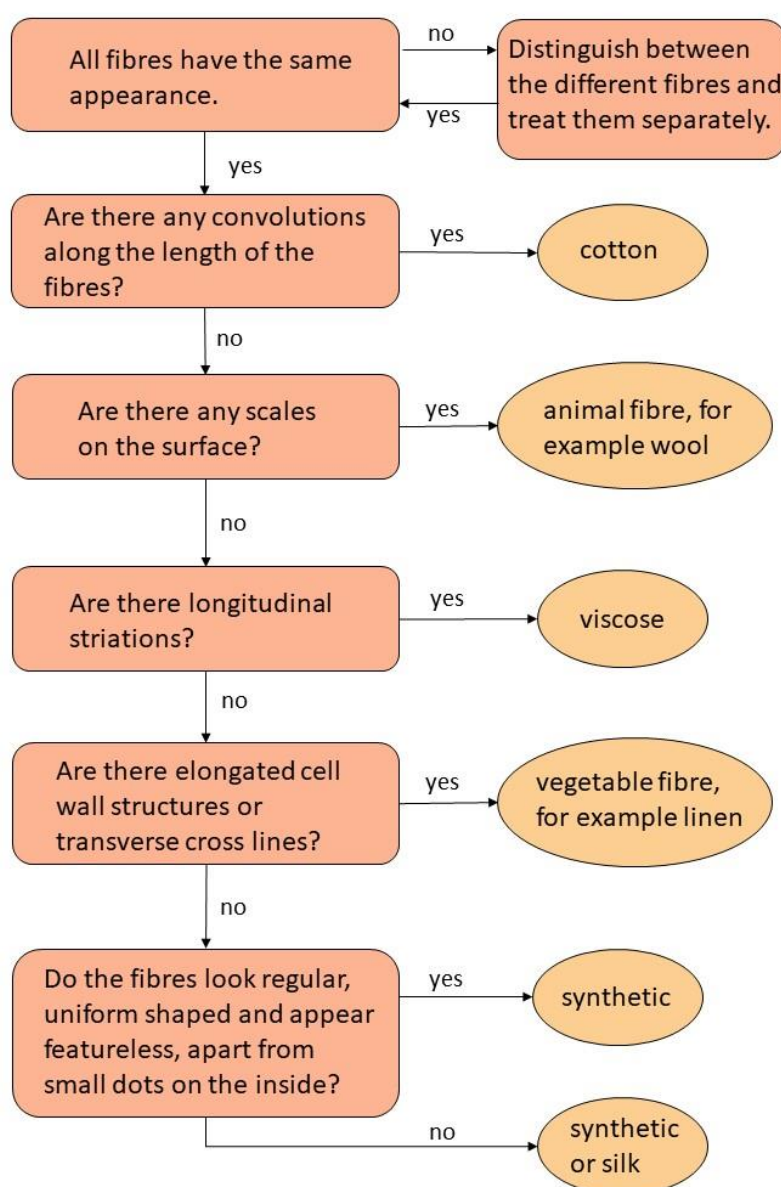 All fibres have the same
appearance.
no
yes
Distinguish between
the different fibres and
treat them separately.
yes
Are there any convolutions
along the length of the
fibres?
yes
cotton
no
Are there any scales
on the surface?
yes
animal fibre, for
example wool
no
Are there longitudinal
striations?
yes
viscose
no
Are there elongated cell
wall structures or
transverse cross lines?
yes
vegetable fibre,
for example linen
no
Do the fibres look regular,
uniform shaped and appear
featureless, apart from
small dots on the inside?
yes
synthetic
no
synthetic
or silk